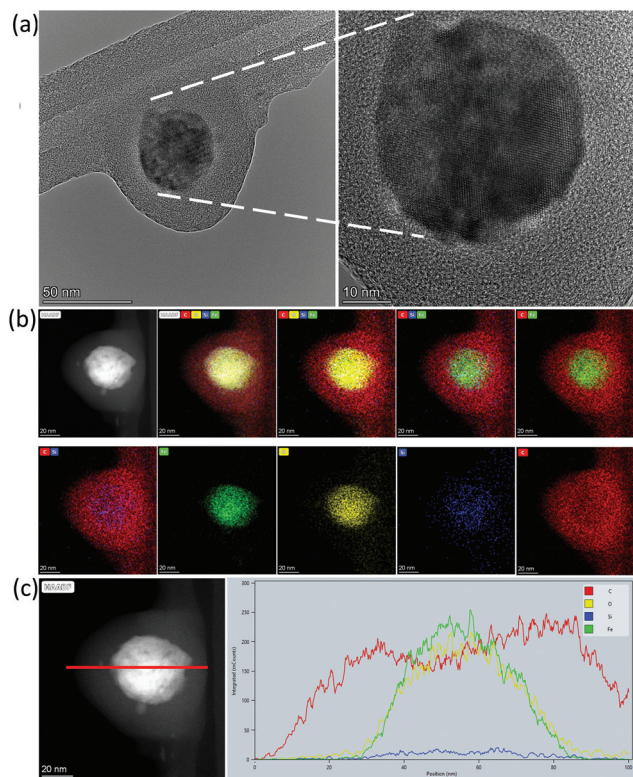 (a)
50 nm
10 nm
(b)
HAADF
HAADF C O Si Fe
C O Si Fe
C Si Fe
C Fe
20 nm
20 nm
20 nm
20 nm
20 nm
C Si
Fe
Si
C
20 nm
20 nm
20 nm
20 nm
20 nm
(c)
HAADF
20 nm
Integrated (mCounts)
300
250
200
150
100
50
0
0
20
40
60
80
100
Position (nm)
C
O
Si
Fe